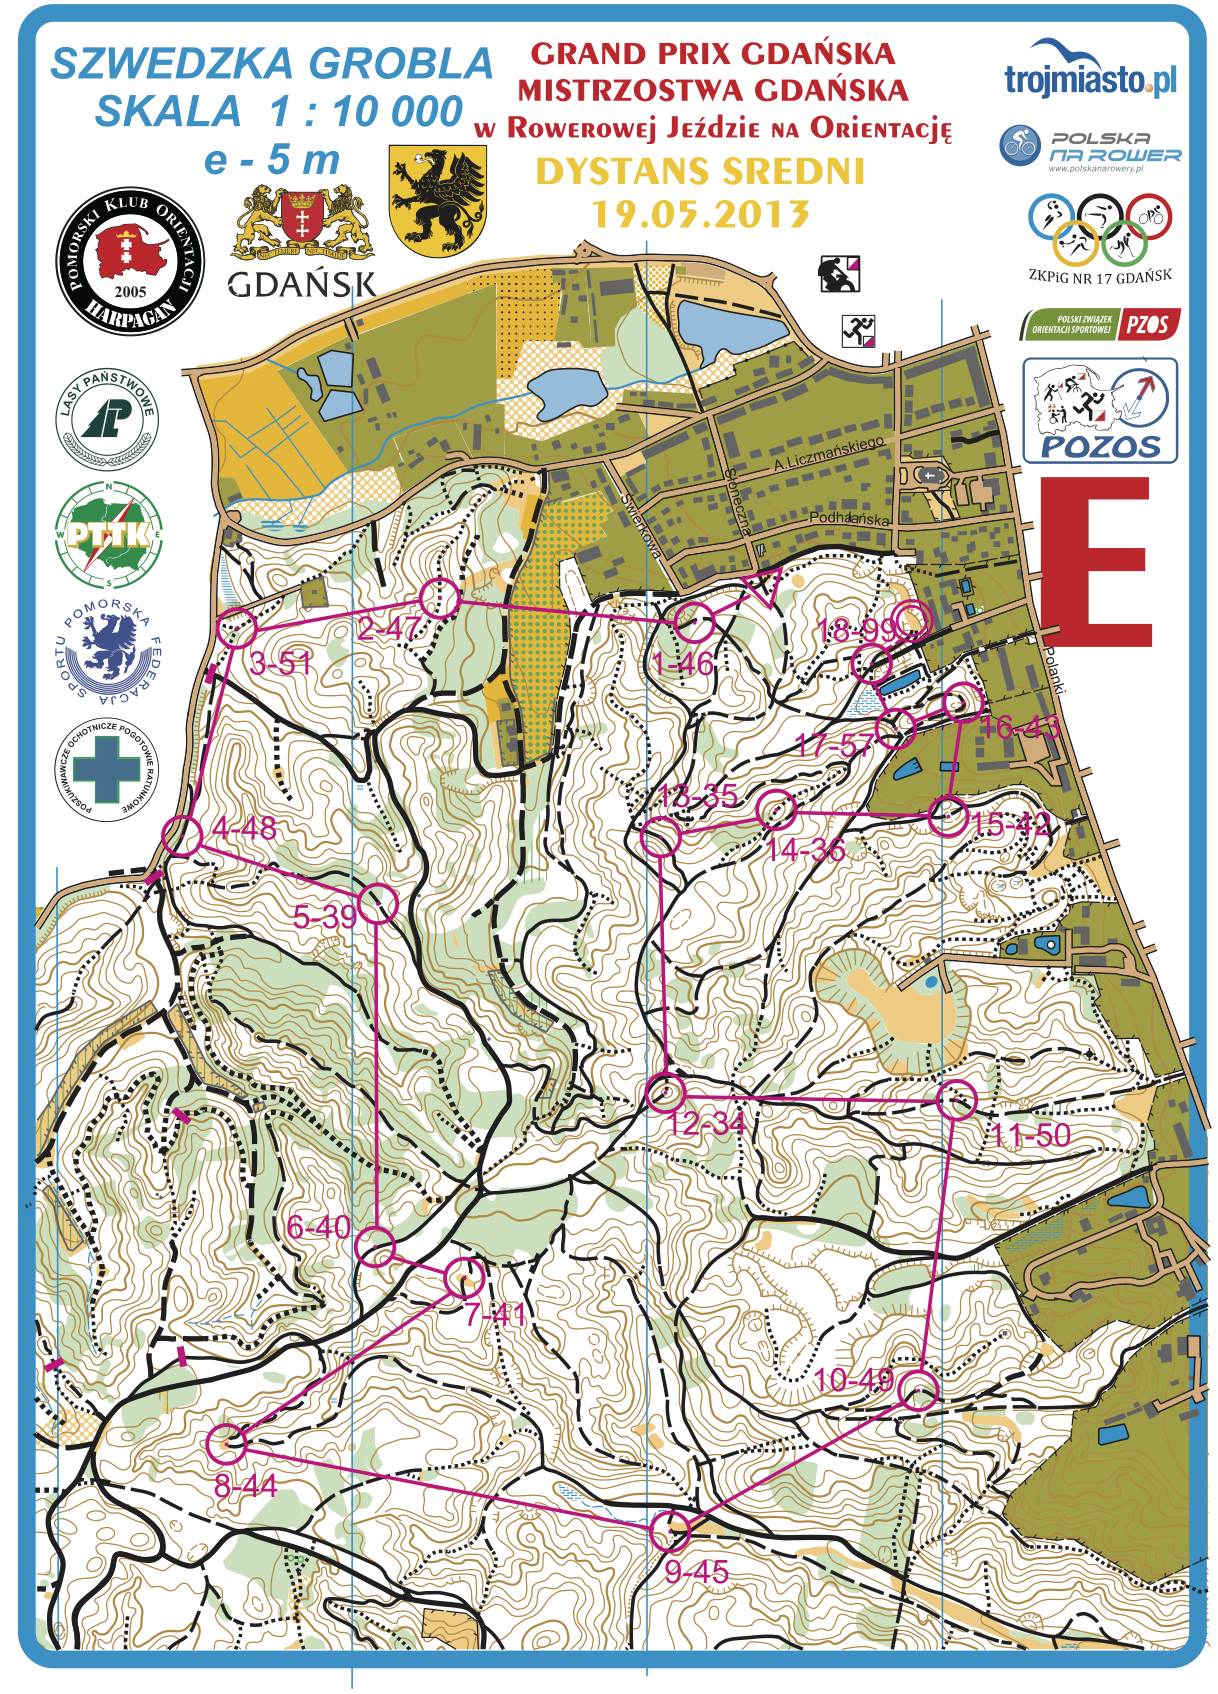 SZWEDZKA GROBLA
SKALA 1 : 10 000
e - 5 m
GRAND PRIX GDAŃSKA
MISTRZOSTWA GDAŃSKA
w Rowerowej Jeździe na Orientację
DYSTANS SREDNI
19.05.2013
trojmiasto.pl
POLSKA
NA ROWER
www.polskanarowery.pl
ZKPiG NR 17 GDAŃSK
POLSKI ZWIĄZEK
ORIENTACJI SPORTOWEJ
PZOS
POZOS
E
POMORSKI KLUB ORIENTACJI
2005
HARPAGAN
NEC TEMERE NEC TIMIDE
GDAŃSK
LASY PAŃSTWOWE
N
W
E
S
PTTK
POMORSKA FEDERACJA SPORTU
POSZUKIWAWCZE OCHOTNICZE POGOTOWIE RATUNKOWE
A.Liczmańskiego
Słoneczna
Świerkowa
Podhalańska
Polanki
1-46
2-47
3-51
4-48
5-39
6-40
7-41
8-44
9-45
10-49
11-50
12-34
13-35
14-36
15-42
16-43
17-57
18-99